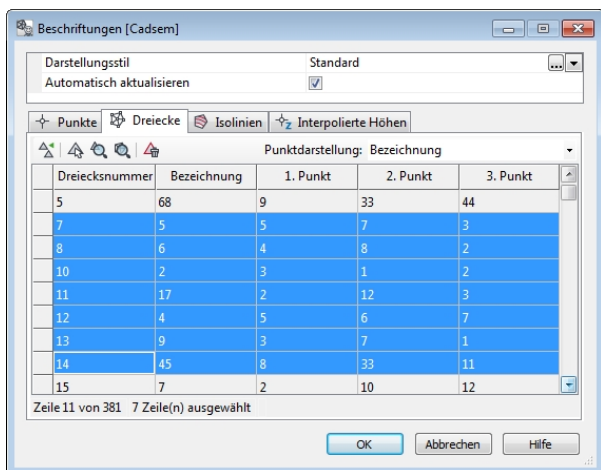 Beschriftungen [Cadsem]
Darstellungsstil Standard ...
Automatisch aktualisieren
Punkte Dreiecke Isolinien z Interpolierte Höhen
Punktdarstellung: Bezeichnung
Dreiecksnummer Bezeichnung 1. Punkt 2. Punkt 3. Punkt
5 68 9 33 44
7 5 5 7 3
8 6 4 8 2
10 2 3 1 2
11 17 2 12 3
12 4 5 6 7
13 9 3 7 1
14 45 8 33 11
15 7 2 10 12
Zeile 11 von 381 7 Zeile(n) ausgewählt
OK Abbrechen Hilfe